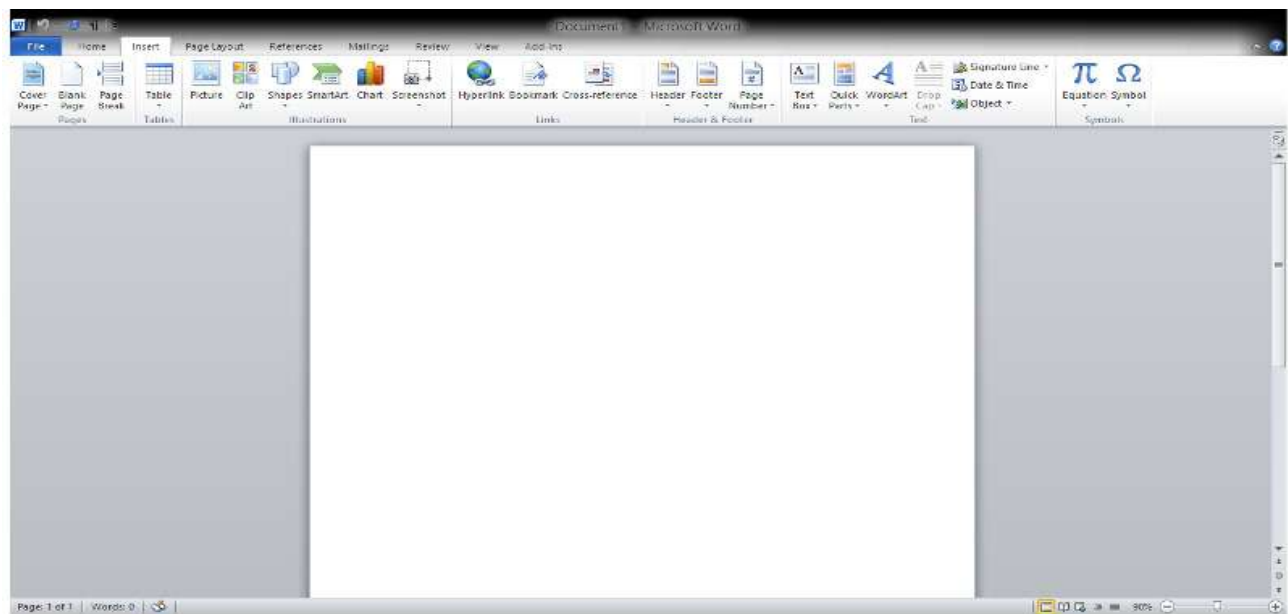 Document1 - Microsoft Word
File Home Insert Page Layout References Mailings Review View Add-Ins
Cover Page Blank Page Page Break Table Picture Clip Art Shapes SmartArt Chart Screenshot Hyperlink Bookmark Cross-reference Header Footer Page Number Text Box Quick Parts WordArt Drop Cap Signature Line Date & Time Object Equation Symbol
Pages Tables Illustrations Links Header & Footer Text Symbols
Page: 1 of 1 Words: 0 90%